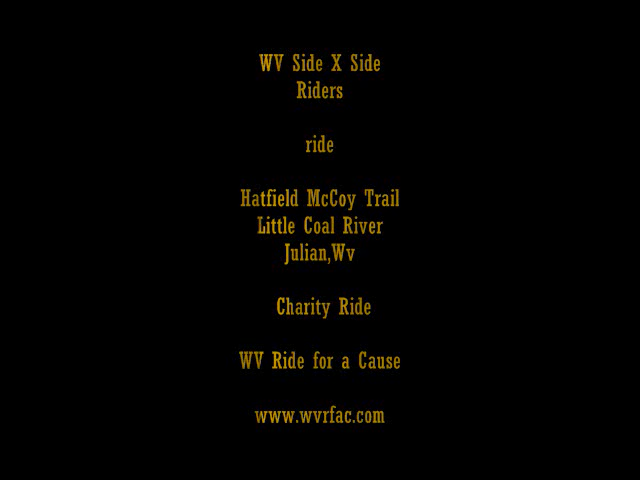 WV Side X Side
Riders
ride
Hatfield McCoy Trail
Little Coal River
Julian,Wv
Charity Ride
WV Ride for a Cause
www.wvrfac.com